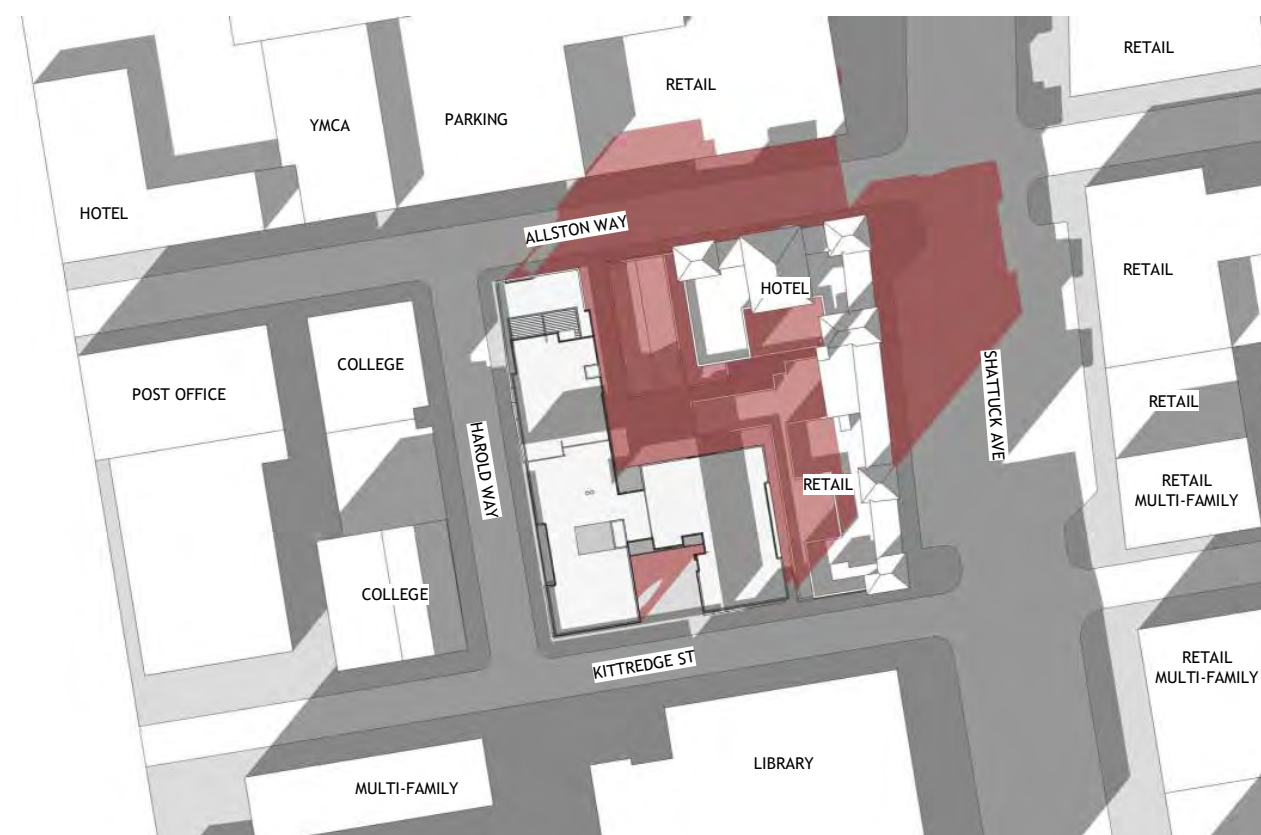 RETAIL
RETAIL
YMCA
PARKING
HOTEL
ALLSTON WAY
RETAIL
HOTEL
COLLEGE
POST OFFICE
SHATTUCK AVE
RETAIL
HAROLD WAY
RETAIL
RETAIL
MULTI-FAMILY
COLLEGE
KITTREDGE ST
RETAIL
MULTI-FAMILY
LIBRARY
MULTI-FAMILY